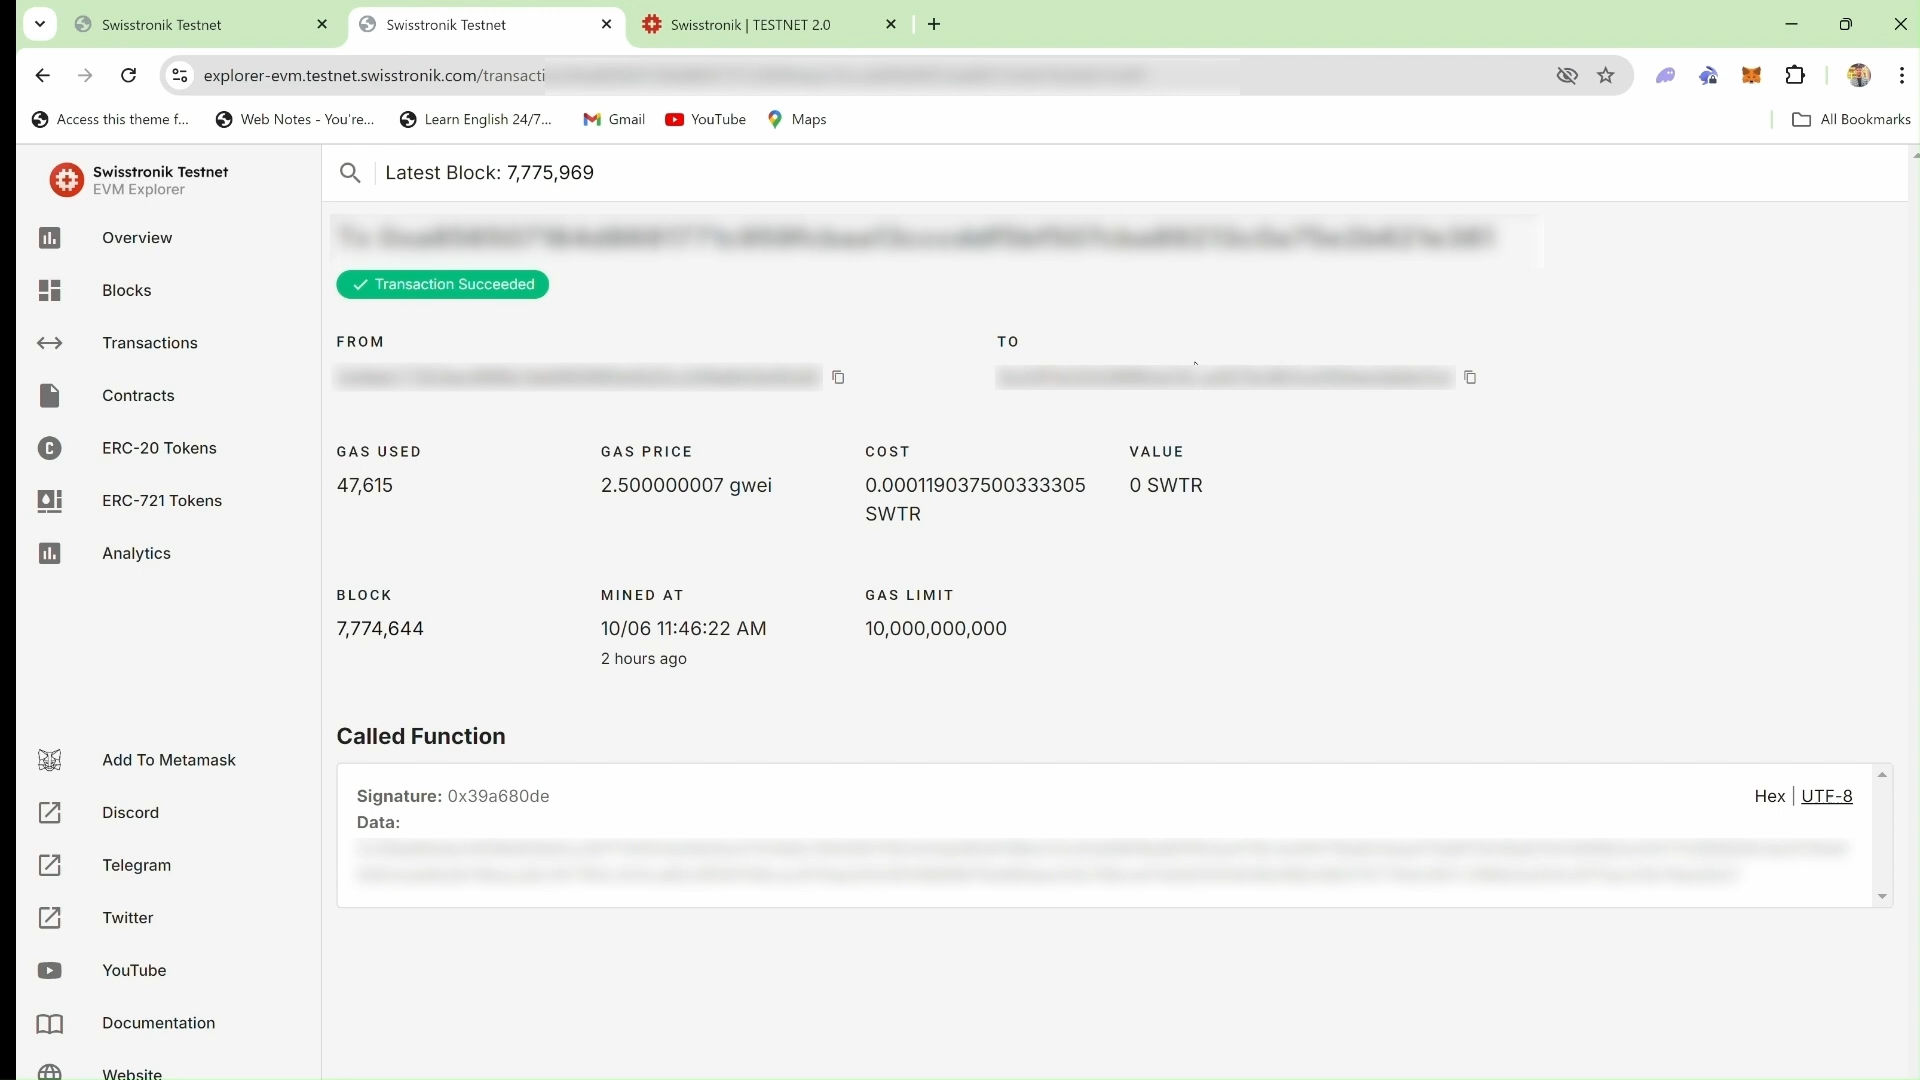 Swisstronik Testnet
Swisstronik Testnet
Swisstronik | TESTNET 2.0
explorer-evm.testnet.swisstronik.com/transacti
Access this theme f...
Web Notes - You're...
Learn English 24/7...
Gmail
YouTube
Maps
All Bookmarks
Swisstronik Testnet
EVM Explorer
Latest Block: 7,775,969
Overview
Blocks
Transactions
Contracts
ERC-20 Tokens
ERC-721 Tokens
Analytics
Add To Metamask
Discord
Telegram
Twitter
YouTube
Documentation
Website
Transaction Succeeded
FROM
TO
GAS USED
47,615
GAS PRICE
2.500000007 gwei
COST
0.000119037500333305
SWTR
VALUE
0 SWTR
BLOCK
7,774,644
MINED AT
10/06 11:46:22 AM
2 hours ago
GAS LIMIT
10,000,000,000
Called Function
Signature: 0x39a680de
Hex | UTF-8
Data: